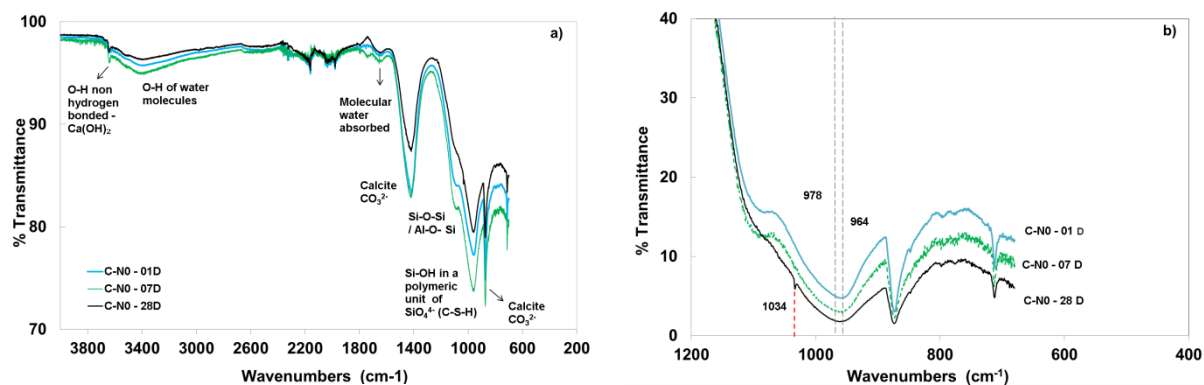 100
90
80
70
% Transmittance
a)
O-H non
hydrogen
bonded -
Ca(OH)2
O-H of water
molecules
Molecular
water
absorbed
Calcite
CO₃²⁻
Si-O-Si
/ Al-O- Si
Si-OH in a
polymeric
unit of
SiO₄⁴⁻ (C-S-H)
Calcite
CO₃²⁻
C-N0 - 01D
C-N0 - 07D
C-N0 - 28D
3800 3400 3000 2600 2200 1800 1400 1000 600 200
Wavenumbers (cm-1)
40
30
20
10
0
% Transmittance
b)
978
964
1034
C-N0 - 01 D
C-N0 - 07 D
C-N0 - 28 D
1200 1000 800 600 400
Wavenumbers (cm⁻¹)